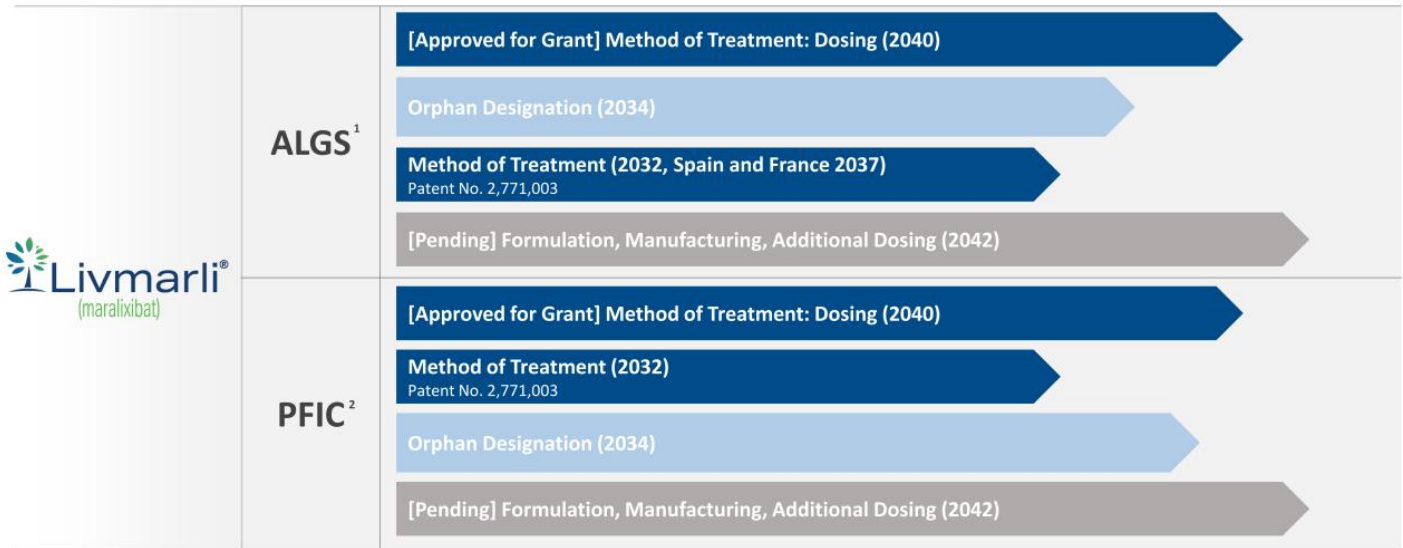 Livmarli®
(maralixibat)
ALGS¹
[Approved for Grant] Method of Treatment: Dosing (2040)
Orphan Designation (2034)
Method of Treatment (2032, Spain and France 2037)
Patent No. 2,771,003
[Pending] Formulation, Manufacturing, Additional Dosing (2042)
PFIC²
[Approved for Grant] Method of Treatment: Dosing (2040)
Method of Treatment (2032)
Patent No. 2,771,003
Orphan Designation (2034)
[Pending] Formulation, Manufacturing, Additional Dosing (2042)